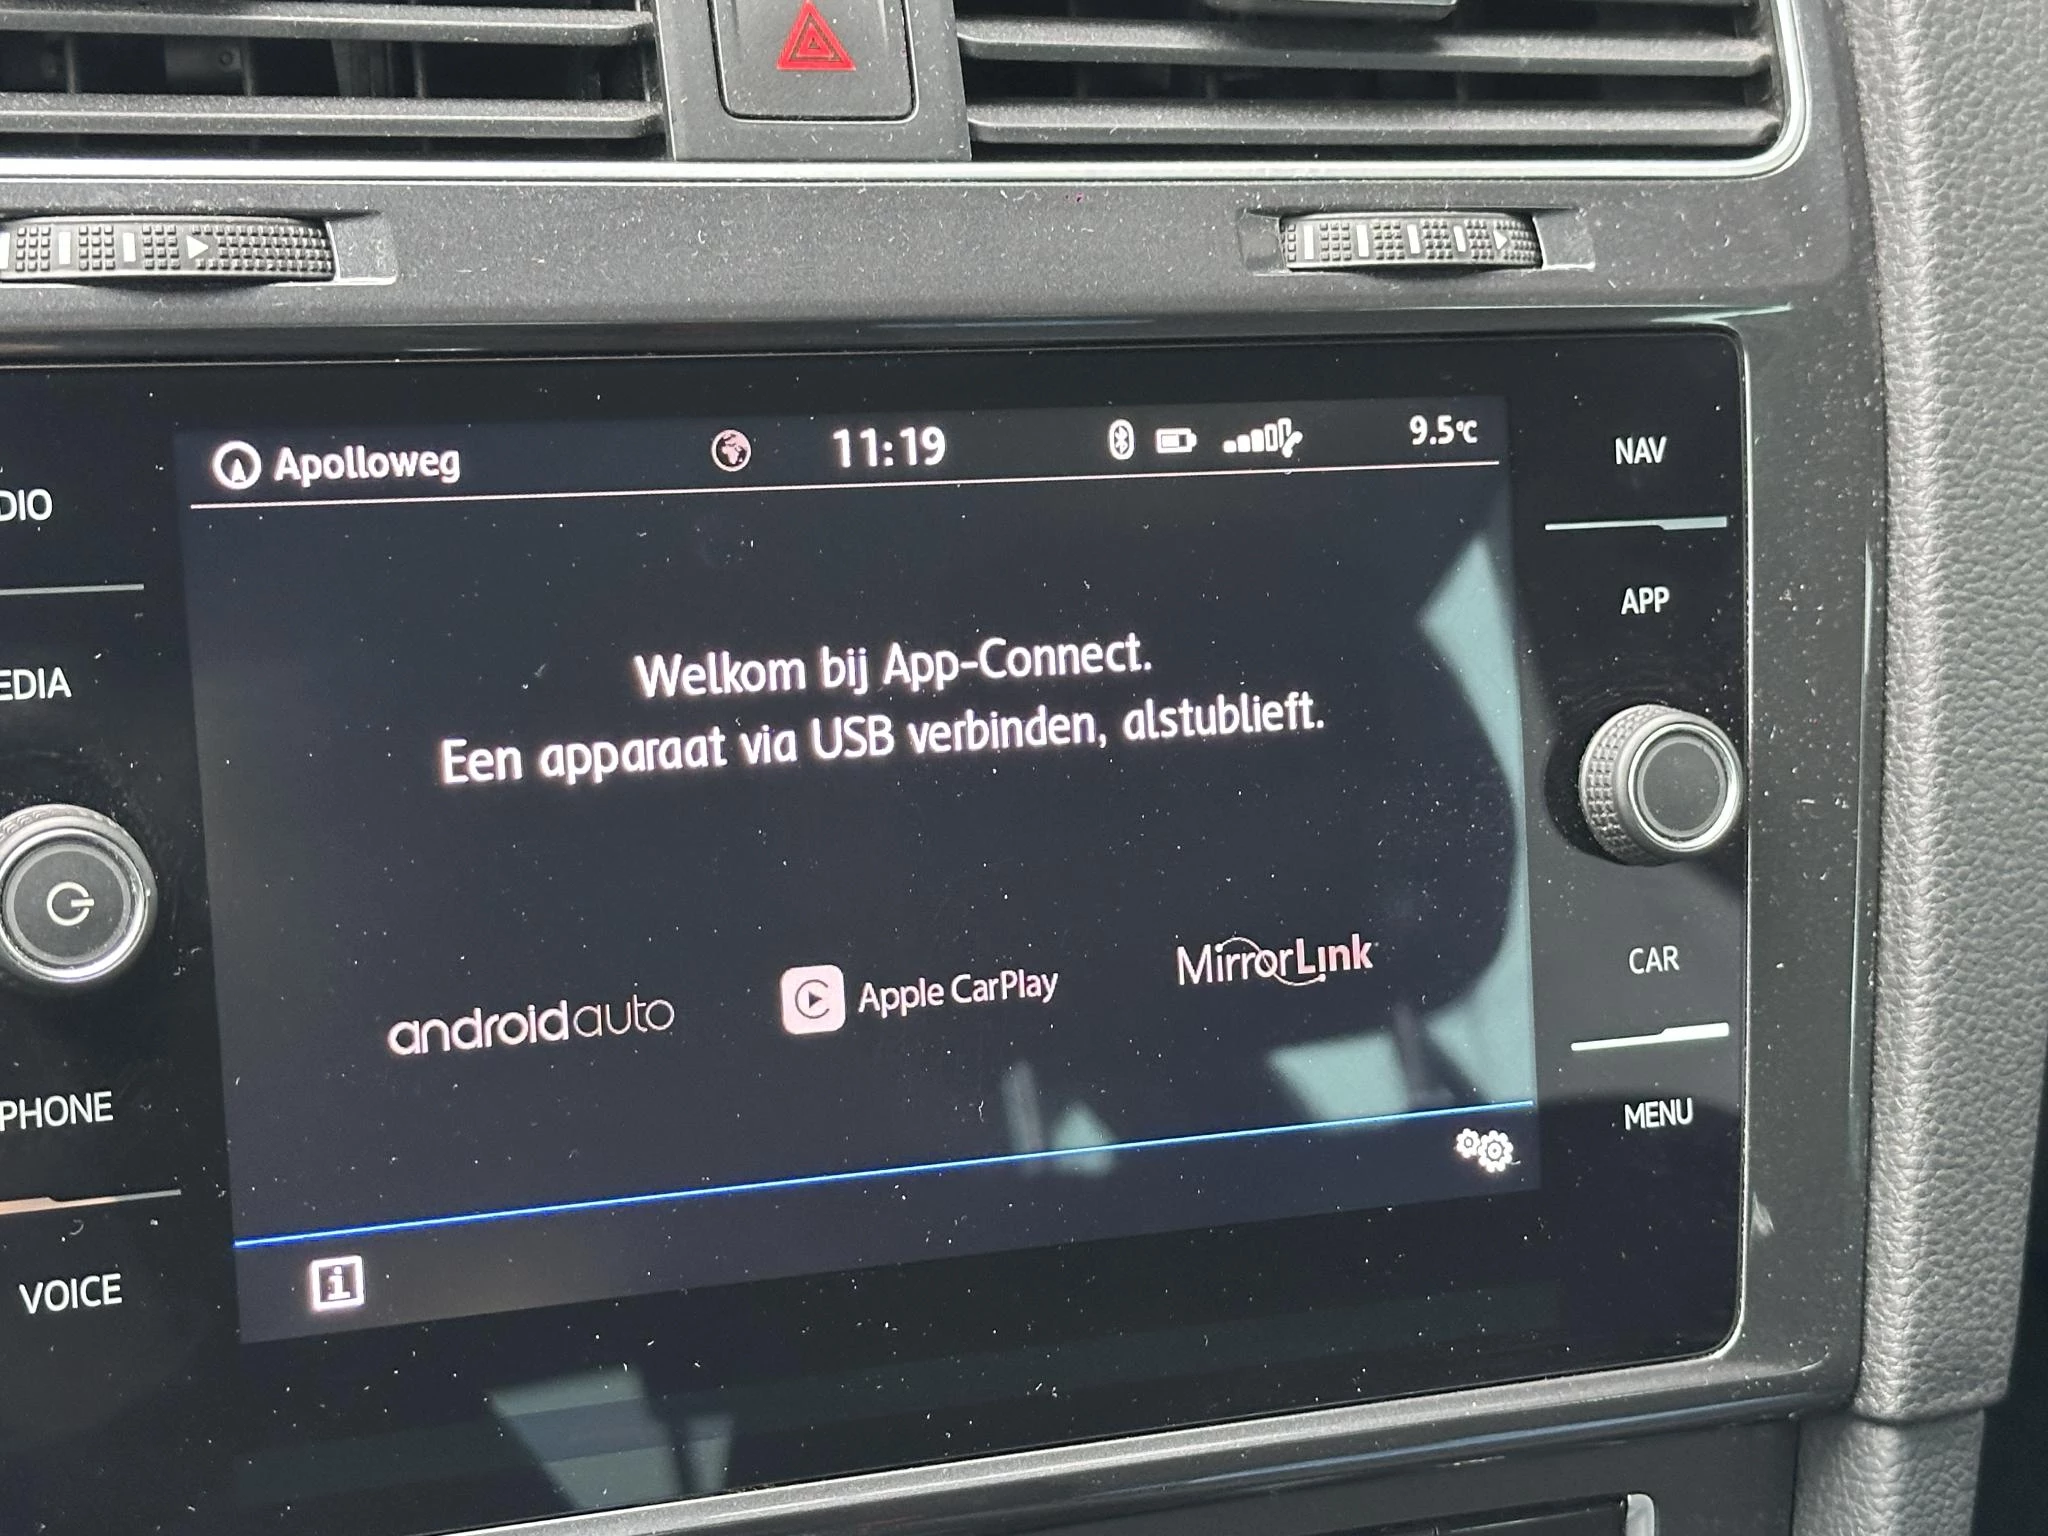 Apolloweg
11:19
9.5°C
NAV
DIO
APP
Welkom bij App-Connect.
Een apparaat via USB verbinden, alstublieft.
EDIA
androidauto
Apple CarPlay
MirrorLink
CAR
PHONE
MENU
VOICE
i